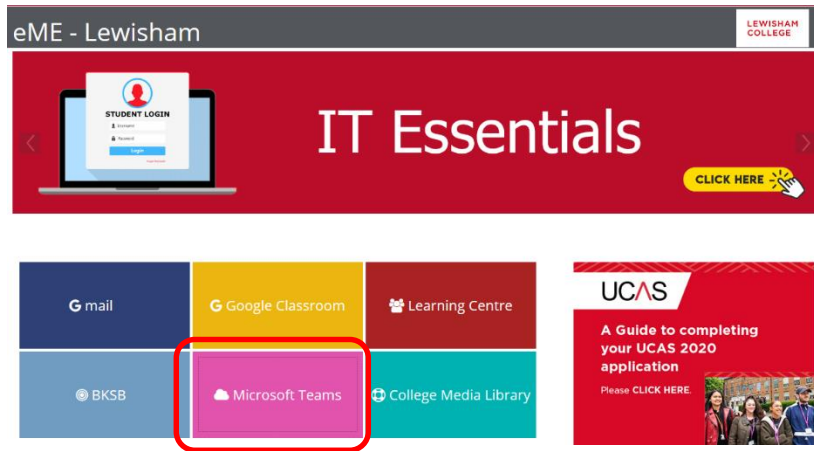 eME - Lewisham
LEWISHAM
COLLEGE
STUDENT LOGIN
Password
Login
IT Essentials
CLICK HERE
G mail
G Google Classroom
Learning Centre
BKSB
Microsoft Teams
College Media Library
UCAS
A Guide to completing
your UCAS 2020
application
Please CLICK HERE.